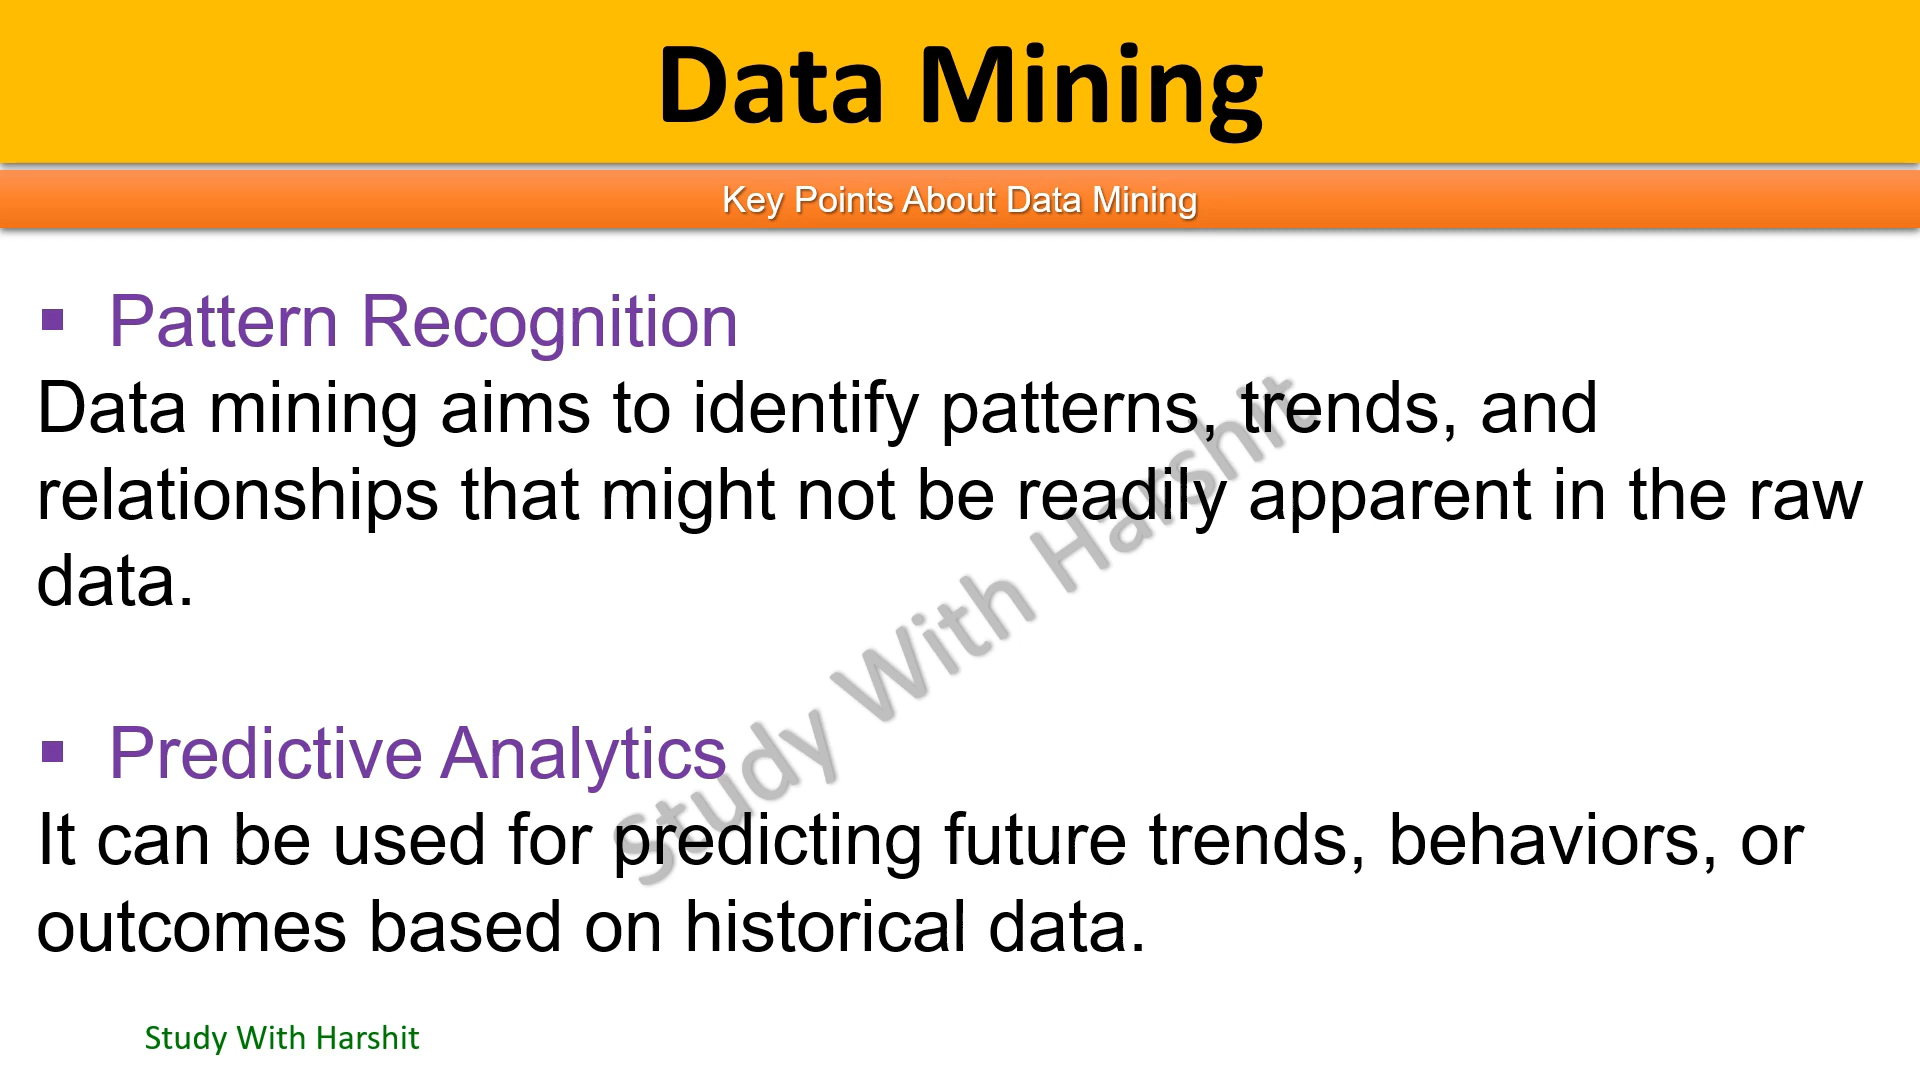 Data Mining
Key Points About Data Mining
▪ Pattern Recognition
Data mining aims to identify patterns, trends, and
relationships that might not be readily apparent in the raw
data.
▪ Predictive Analytics
It can be used for predicting future trends, behaviors, or
outcomes based on historical data.
Study With Harshit
Study With Harshit